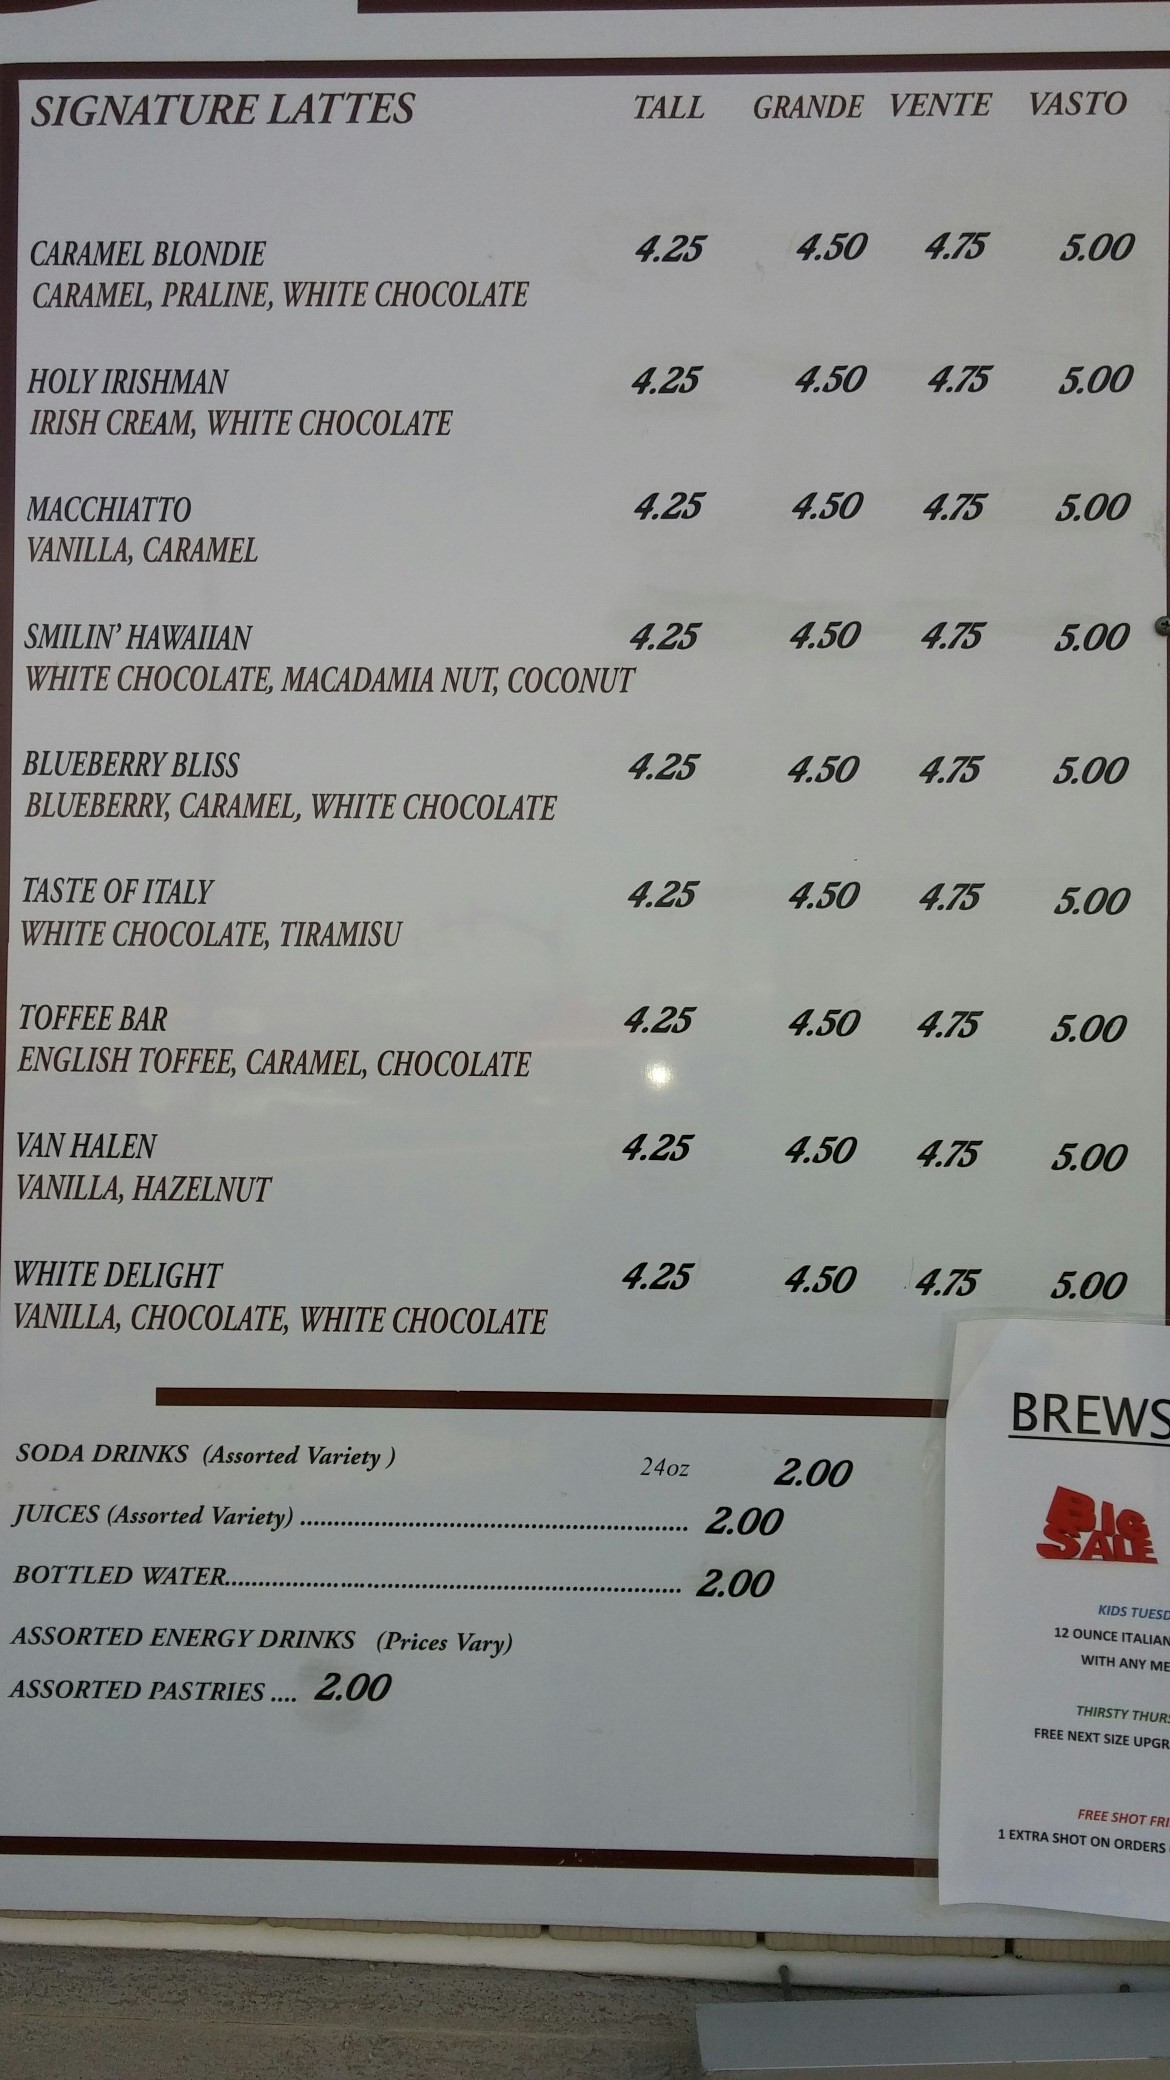 SIGNATURE LATTES TALL GRANDE VENTE VASTO
CARAMEL BLONDIE 4.25 4.50 4.75 5.00
CARAMEL, PRALINE, WHITE CHOCOLATE
HOLY IRISHMAN 4.25 4.50 4.75 5.00
IRISH CREAM, WHITE CHOCOLATE
MACCHIATTO 4.25 4.50 4.75 5.00
VANILLA, CARAMEL
SMILIN' HAWAIIAN 4.25 4.50 4.75 5.00
WHITE CHOCOLATE, MACADAMIA NUT, COCONUT
BLUEBERRY BLISS 4.25 4.50 4.75 5.00
BLUEBERRY, CARAMEL, WHITE CHOCOLATE
TASTE OF ITALY 4.25 4.50 4.75 5.00
WHITE CHOCOLATE, TIRAMISU
TOFFEE BAR 4.25 4.50 4.75 5.00
ENGLISH TOFFEE, CARAMEL, CHOCOLATE
VAN HALEN 4.25 4.50 4.75 5.00
VANILLA, HAZELNUT
WHITE DELIGHT 4.25 4.50 4.75 5.00
VANILLA, CHOCOLATE, WHITE CHOCOLATE
SODA DRINKS (Assorted Variety ) 24oz 2.00
JUICES (Assorted Variety) ........................................................... 2.00
BOTTLED WATER..................................................................... 2.00
ASSORTED ENERGY DRINKS (Prices Vary)
ASSORTED PASTRIES .... 2.00
BREWS
BIG
SALE
KIDS TUESD
12 OUNCE ITALIAN
WITH ANY ME
THIRSTY THURS
FREE NEXT SIZE UPGR
FREE SHOT FRI
1 EXTRA SHOT ON ORDERS